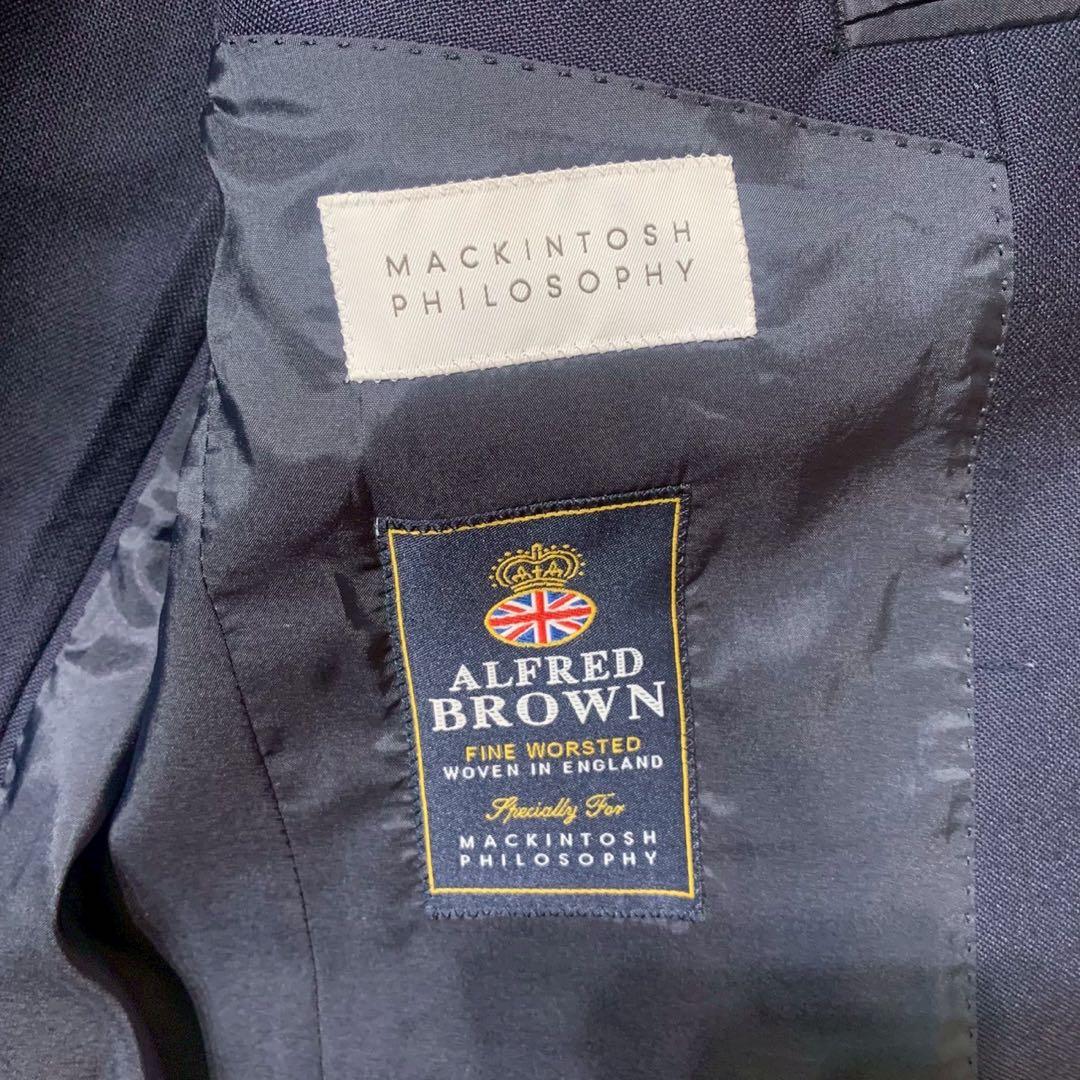 MACKINTOSH
PHILOSOPHY
ALFRED
BROWN
FINE WORSTED
WOVEN IN ENGLAND
Specially For
MACKINTOSH
PHILOSOPHY